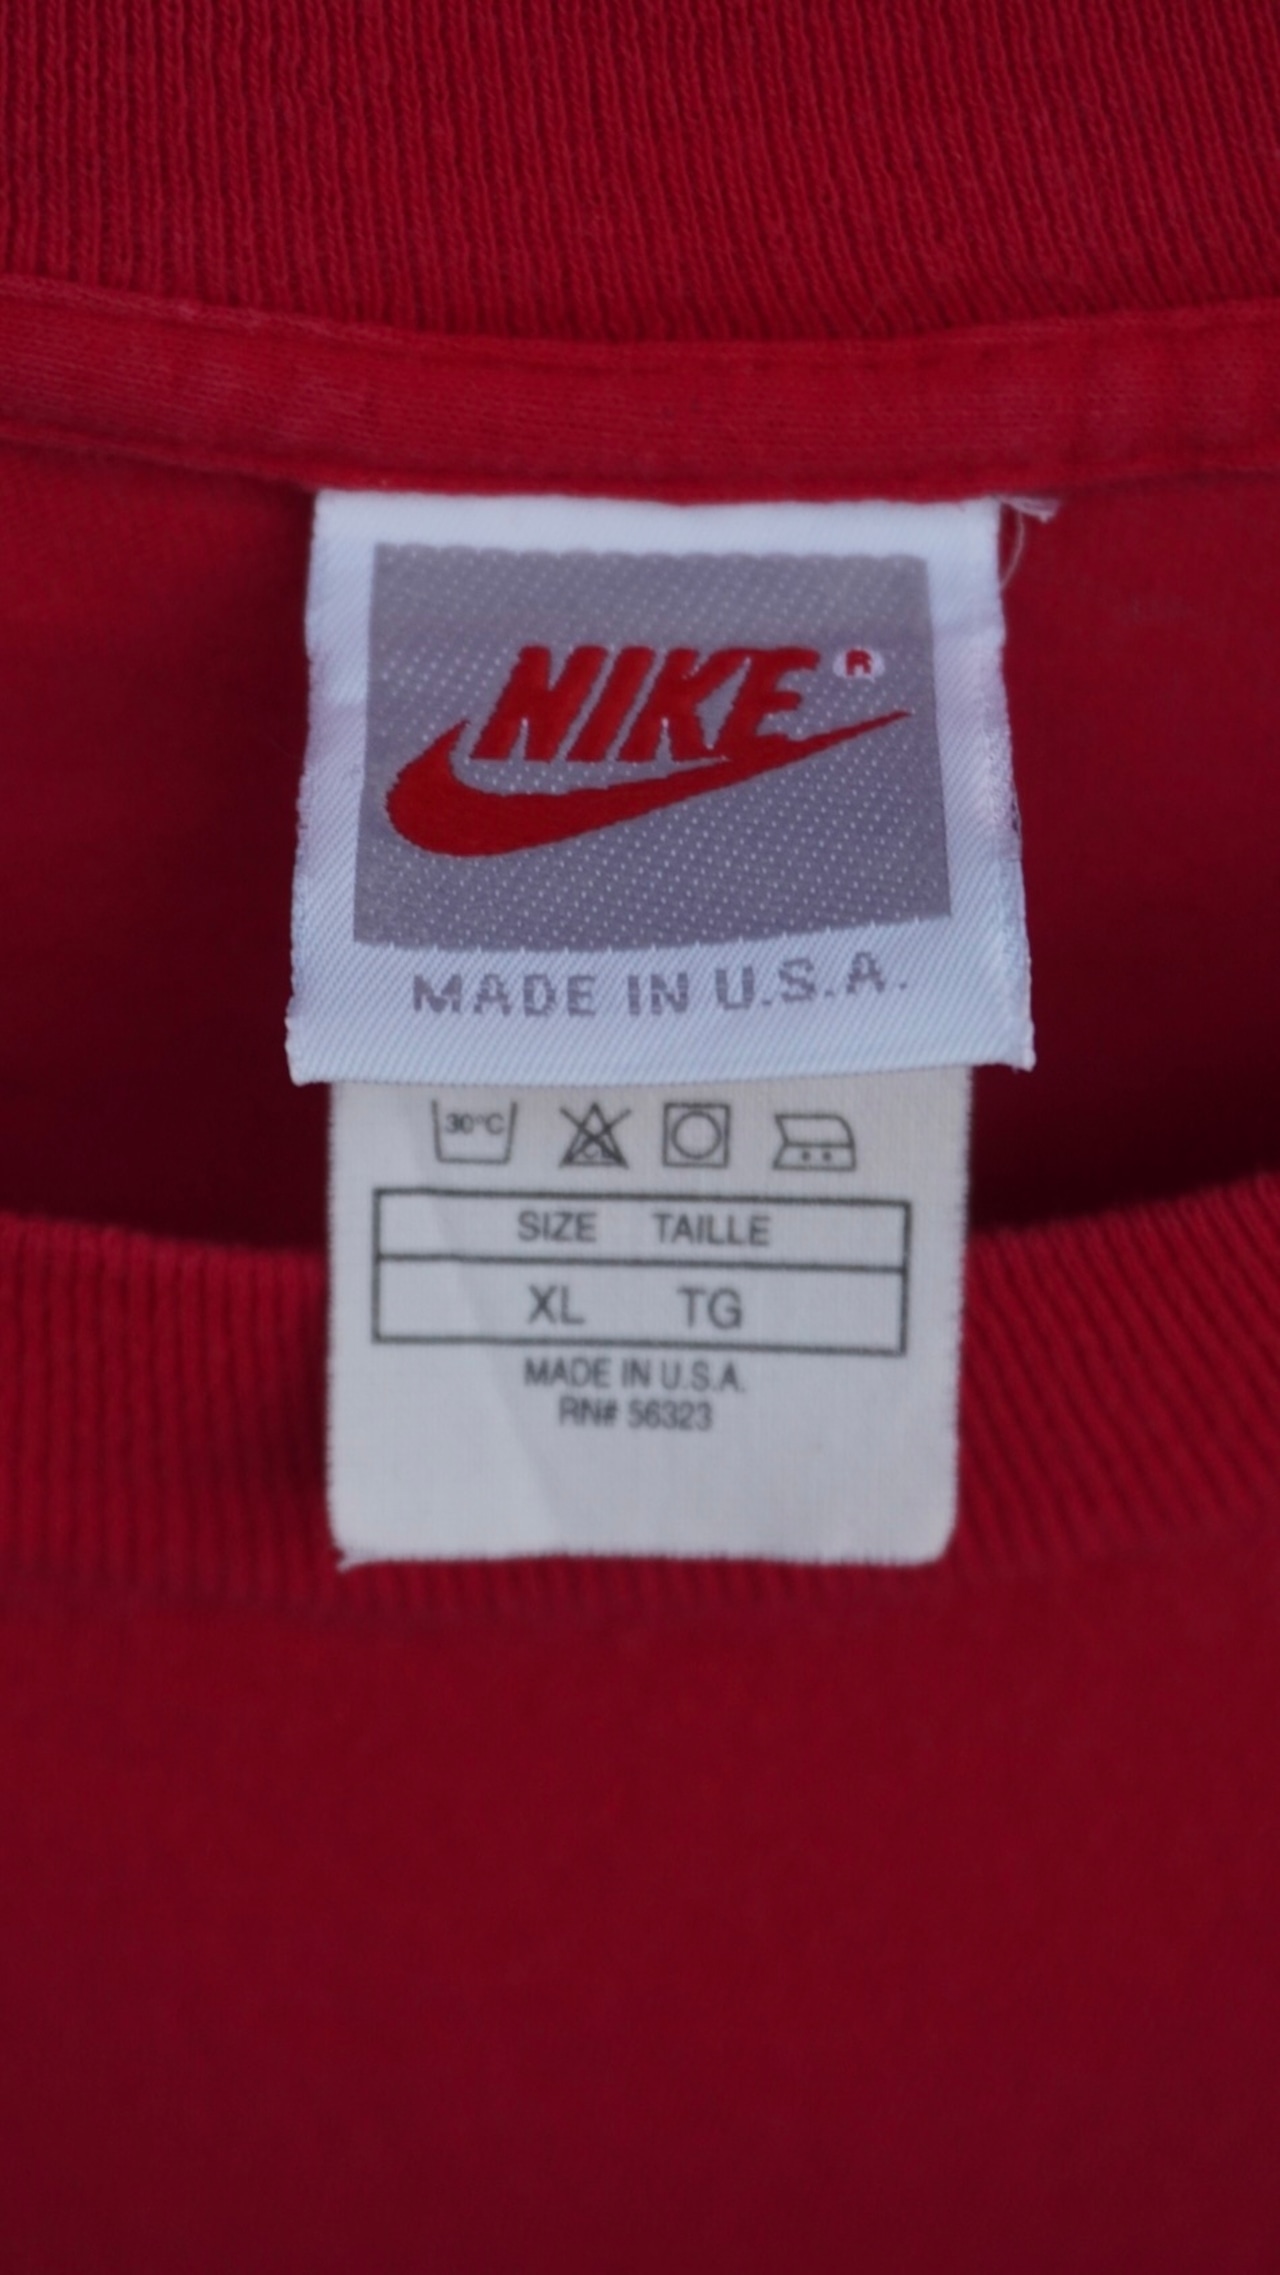 NIKE®
MADE IN U.S.A.
30°C
SIZE TAILLE
XL TG
MADE IN U.S.A.
RN# 56323